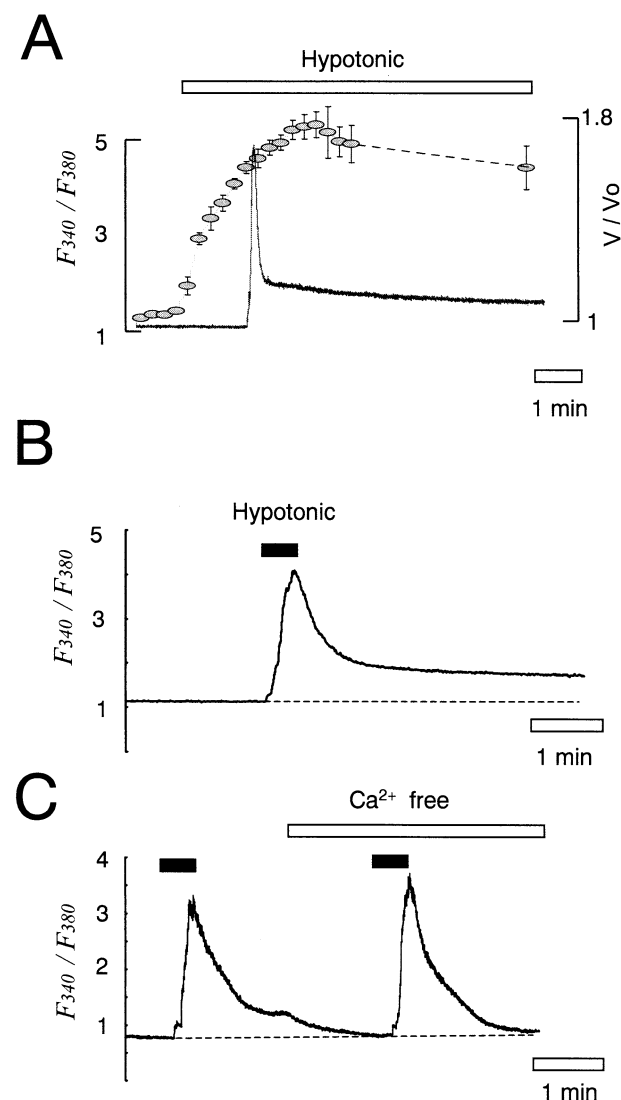 A
Hypotonic
5
3
1
F340 / F380
1.8
1
V / Vo
1 min
B
Hypotonic
5
3
1
F340 / F380
1 min
C
Ca2+ free
4
3
2
1
F340 / F380
1 min